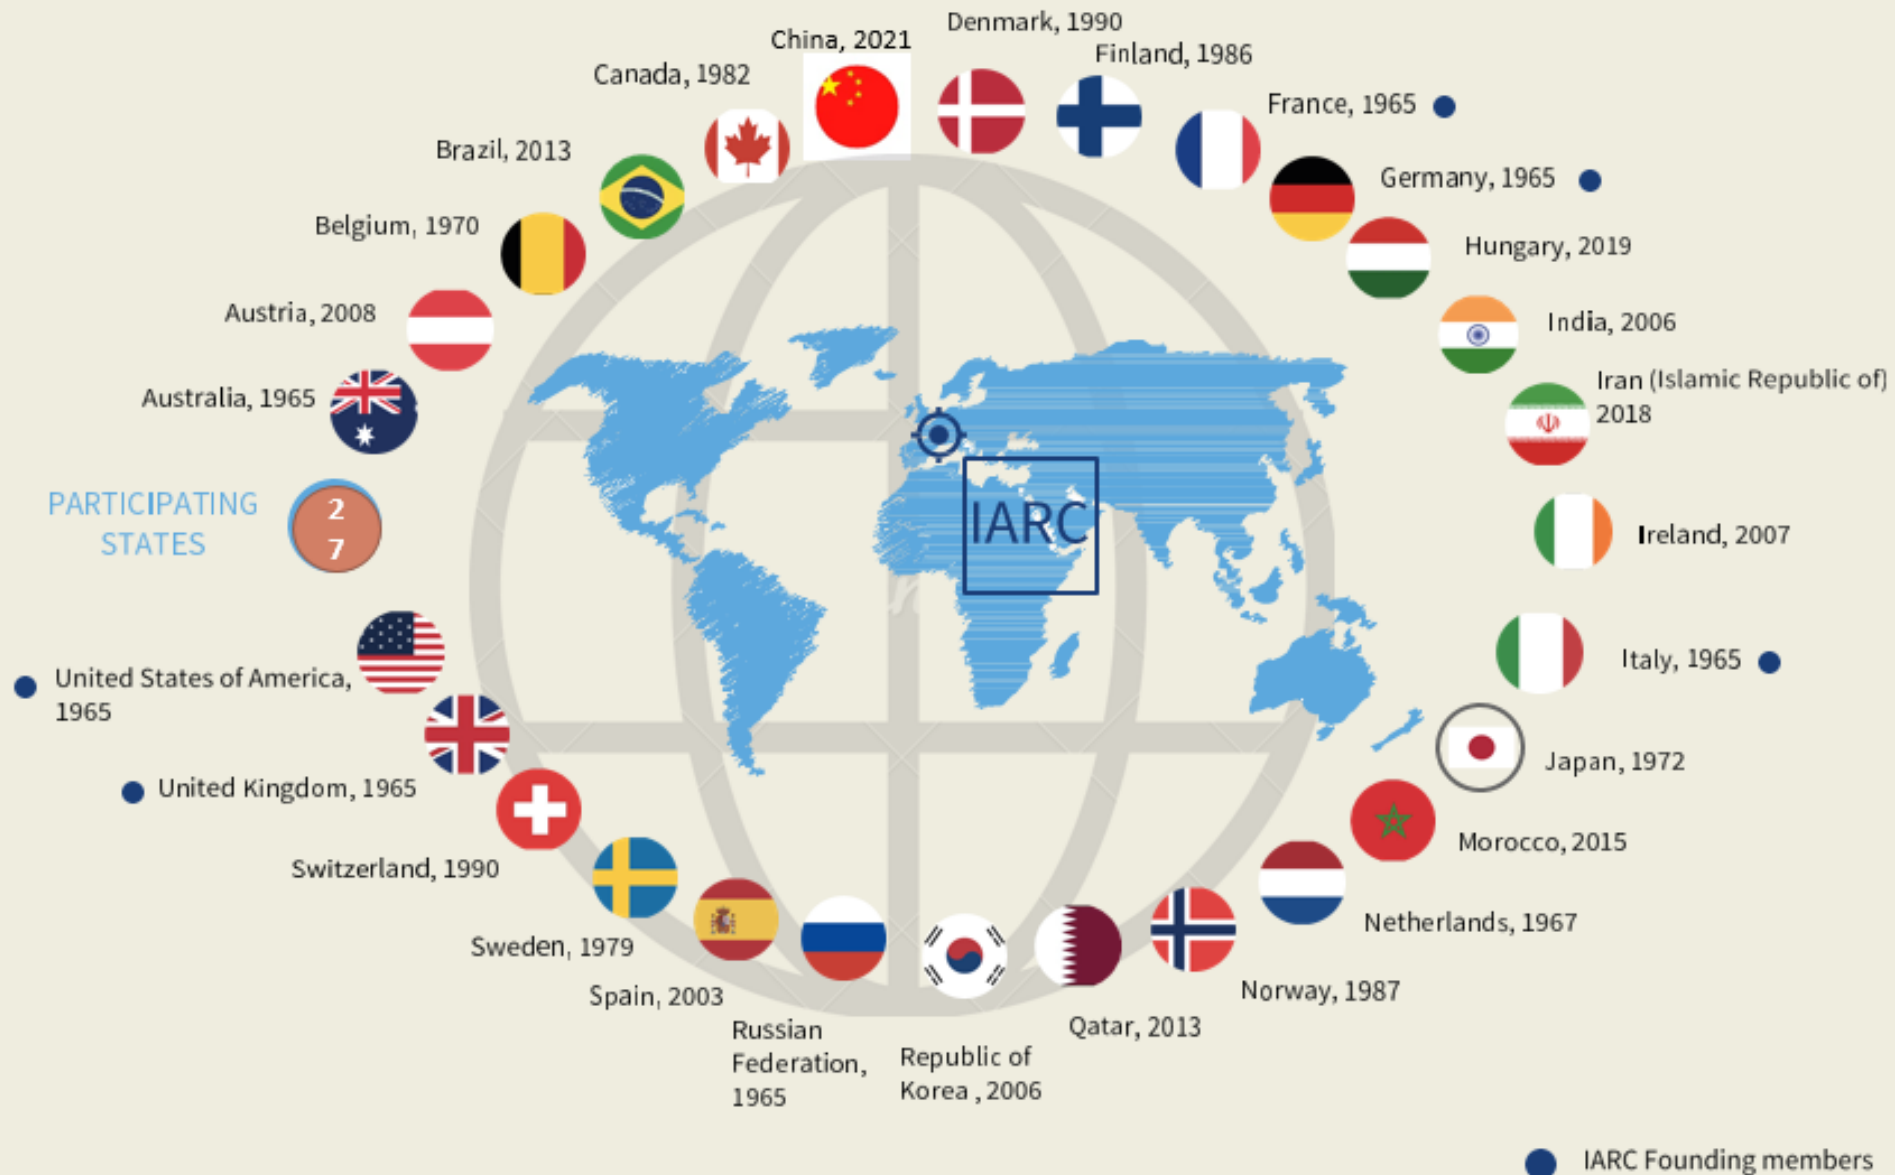 Denmark, 1990
China, 2021
Finland, 1986
Canada, 1982
France, 1965
Brazil, 2013
Germany, 1965
Belgium, 1970
Hungary, 2019
Austria, 2008
India, 2006
Iran (Islamic Republic of)
2018
Australia, 1965
PARTICIPATING
STATES
2
7
IARC
Ireland, 2007
Italy, 1965
United States of America,
1965
Japan, 1972
United Kingdom, 1965
Morocco, 2015
Switzerland, 1990
Netherlands, 1967
Sweden, 1979
Norway, 1987
Spain, 2003
Qatar, 2013
Russian
Federation,
1965
Republic of
Korea , 2006
IARC Founding members